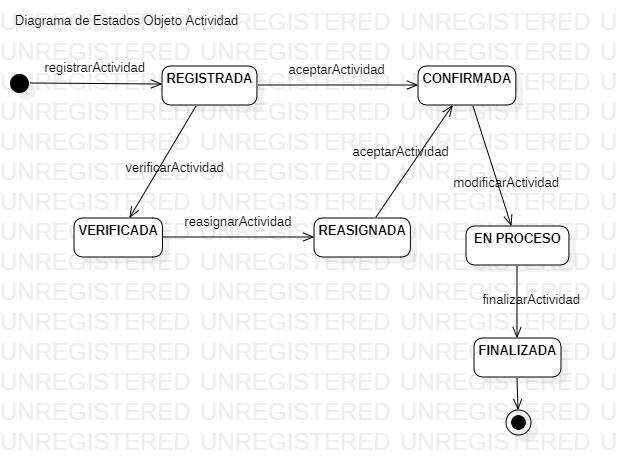 Diagrama de Estados Objeto Actividad
registrarActividad
REGISTRADA
aceptarActividad
CONFIRMADA
verificarActividad
aceptarActividad
modificarActividad
VERIFICADA
reasignarActividad
REASIGNADA
EN PROCESO
finalizarActividad
FINALIZADA
UNREGISTERED UNREGISTERED UNREGISTERED